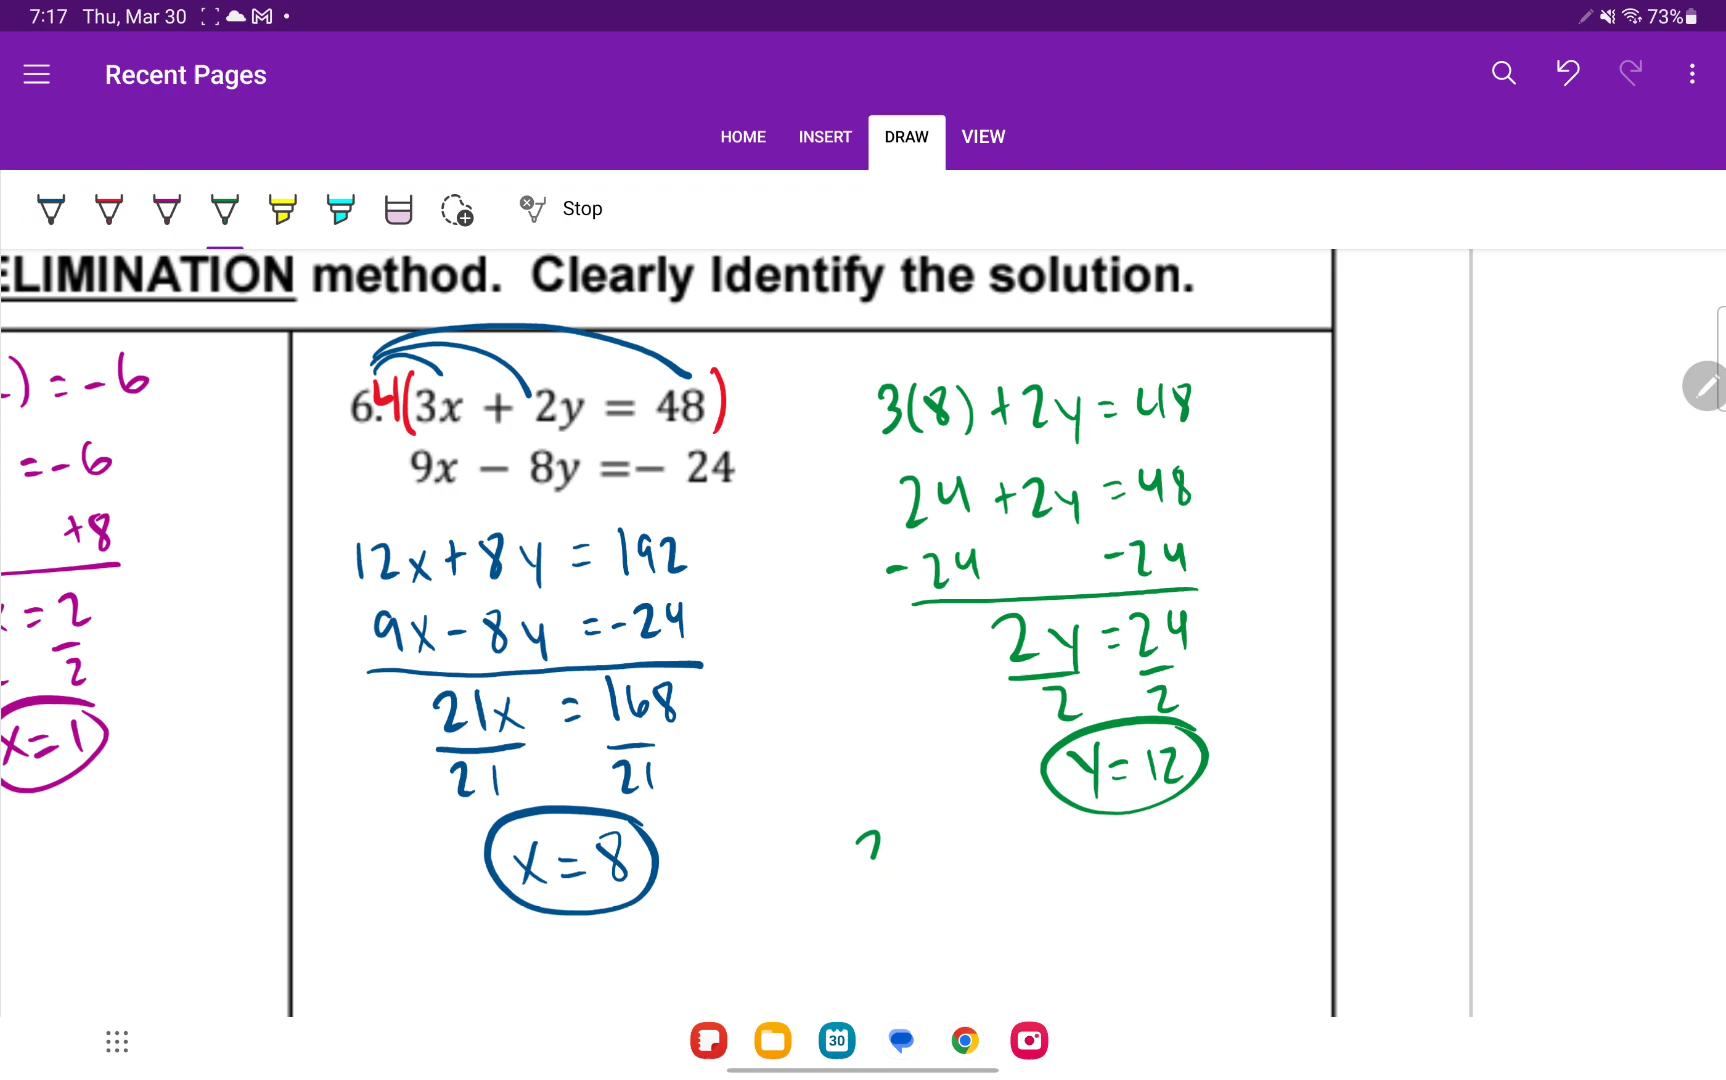 7:17 Thu, Mar 30 73%
Recent Pages
HOME INSERT DRAW VIEW
Stop
ELIMINATION method. Clearly Identify the solution.
) = -6
= -6
+8
= 2
2
x = 1
6. 4(3x + 2y = 48)
9x − 8y =− 24
12x + 8y = 192
9x - 8y = -24
21x = 168
21 21
x = 8
3(8) + 2y = 48
24 + 2y = 48
-24 -24
2y = 24
2 2
y = 12
30